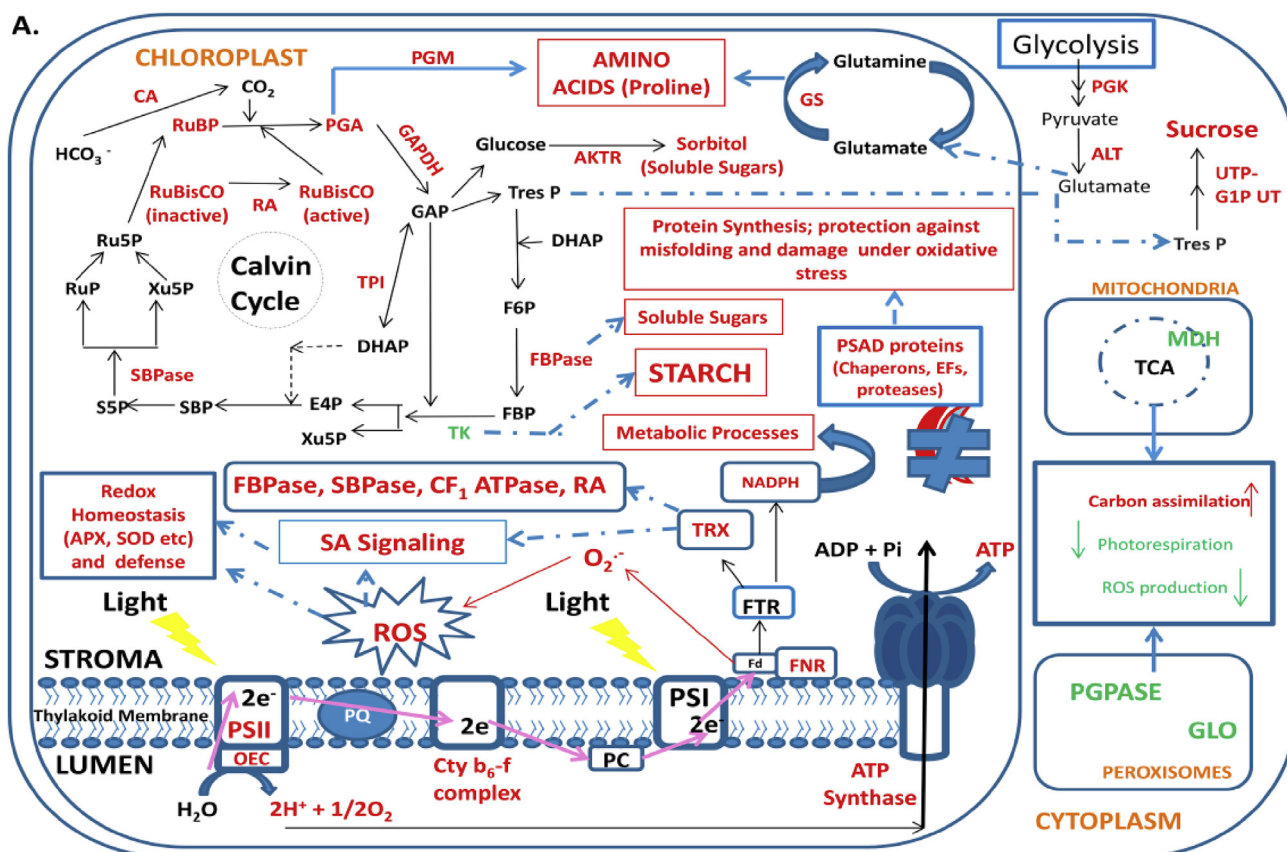 A.
CHLOROPLAST
CA
CO₂
HCO₃⁻
RuBP
PGA
PGM
AMINO
ACIDS (Proline)
Glutamine
GS
Glutamate
Glycolysis
PGK
Pyruvate
ALT
Glutamate
Sucrose
UTP-
G1P UT
Tres P
RuBisCO
(inactive)
RA
RuBisCO
(active)
GAPDH
Glucose
AKTR
Sorbitol
(Soluble Sugars)
GAP
Tres P
DHAP
Ru5P
RuP
Xu5P
Calvin
Cycle
TPI
DHAP
F6P
FBPase
FBP
TK
SBPase
S5P
SBP
E4P
Xu5P
Protein Synthesis; protection against
misfolding and damage under oxidative
stress
Soluble Sugars
STARCH
PSAD proteins
(Chaperons, EFs,
proteases)
≠
Metabolic Processes
NADPH
MITOCHONDRIA
MDH
TCA
Redox
Homeostasis
(APX, SOD etc)
and defense
FBPase, SBPase, CF₁ ATPase, RA
SA Signaling
TRX
O₂·⁻
FTR
ADP + Pi
ATP
Carbon assimilation
Photorespiration
ROS production
Light
ROS
Light
STROMA
Fd
FNR
Thylakoid Membrane
2e⁻
PSII
OEC
PQ
2e
PSI
2e⁻
LUMEN
PC
Cty b₆-f
complex
H₂O
2H⁺ + 1/2O₂
ATP
Synthase
PGPASE
GLO
PEROXISOMES
CYTOPLASM